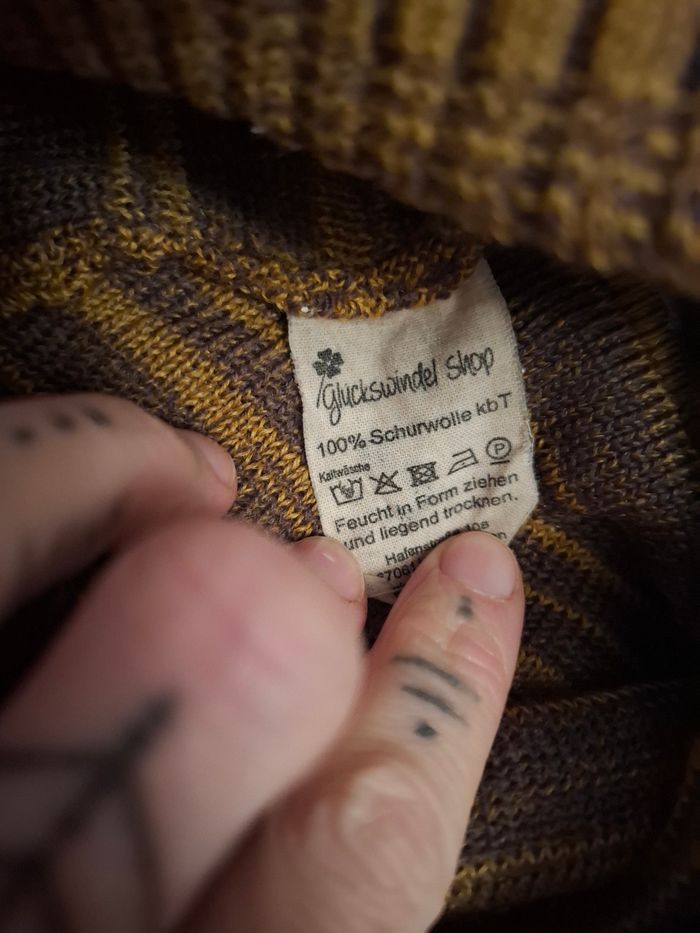 glückswindel shop
100% Schurwolle kbT
Kaltwäsche
P
Feucht in Form ziehen
und liegend trocknen.